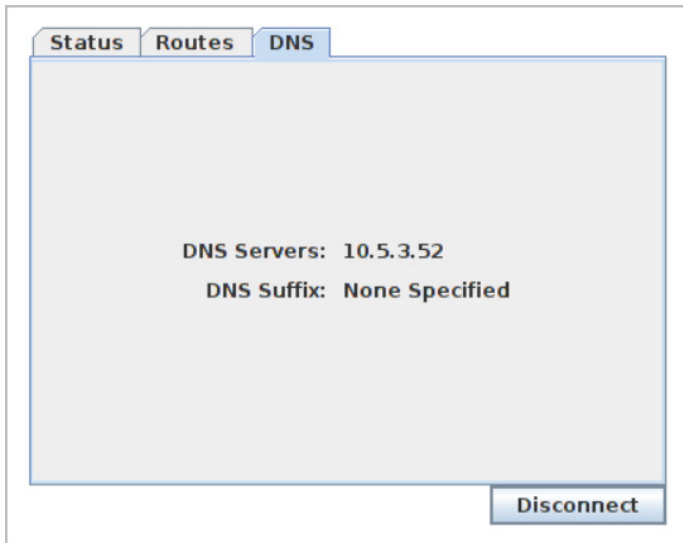 Status Routes DNS
DNS Servers: 10.5.3.52
DNS Suffix: None Specified
Disconnect